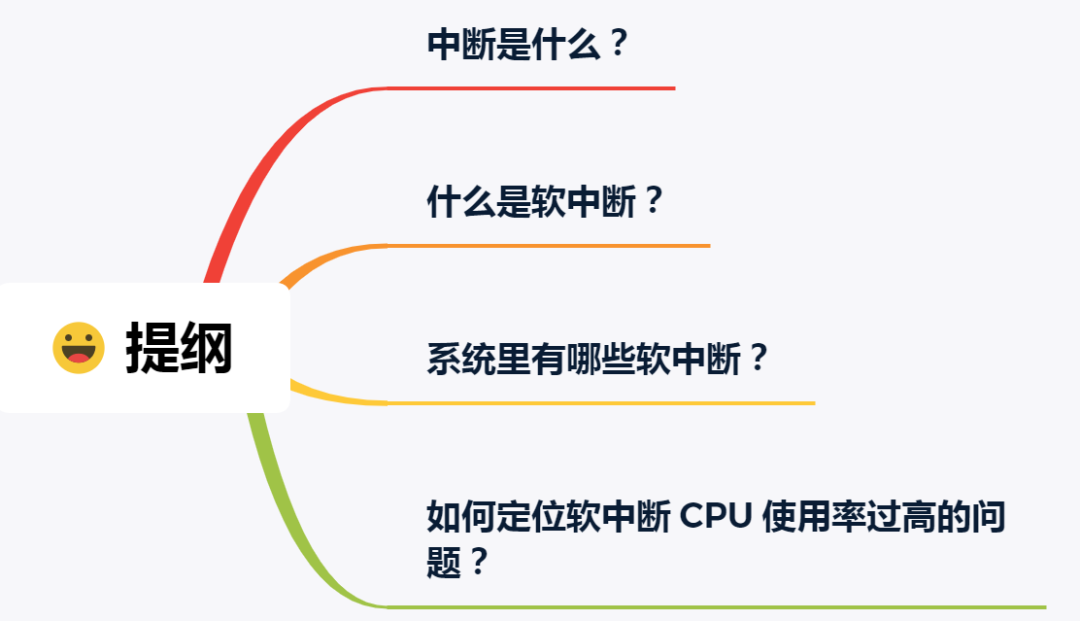 中断是什么？
什么是软中断？
提纲
系统里有哪些软中断？
如何定位软中断 CPU 使用率过高的问
题？